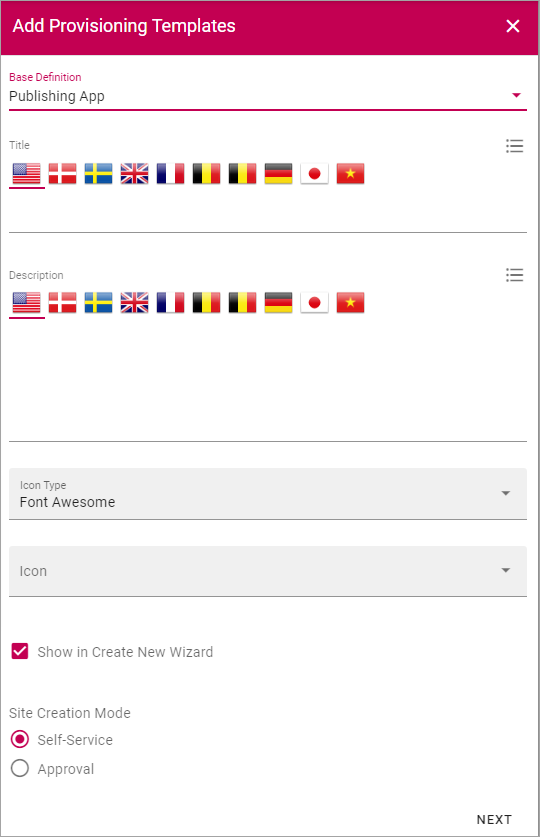 Add Provisioning Templates
Base Definition
Publishing App
Title
Description
Icon Type
Font Awesome
Icon
Show in Create New Wizard
Site Creation Mode
Self-Service
Approval
NEXT